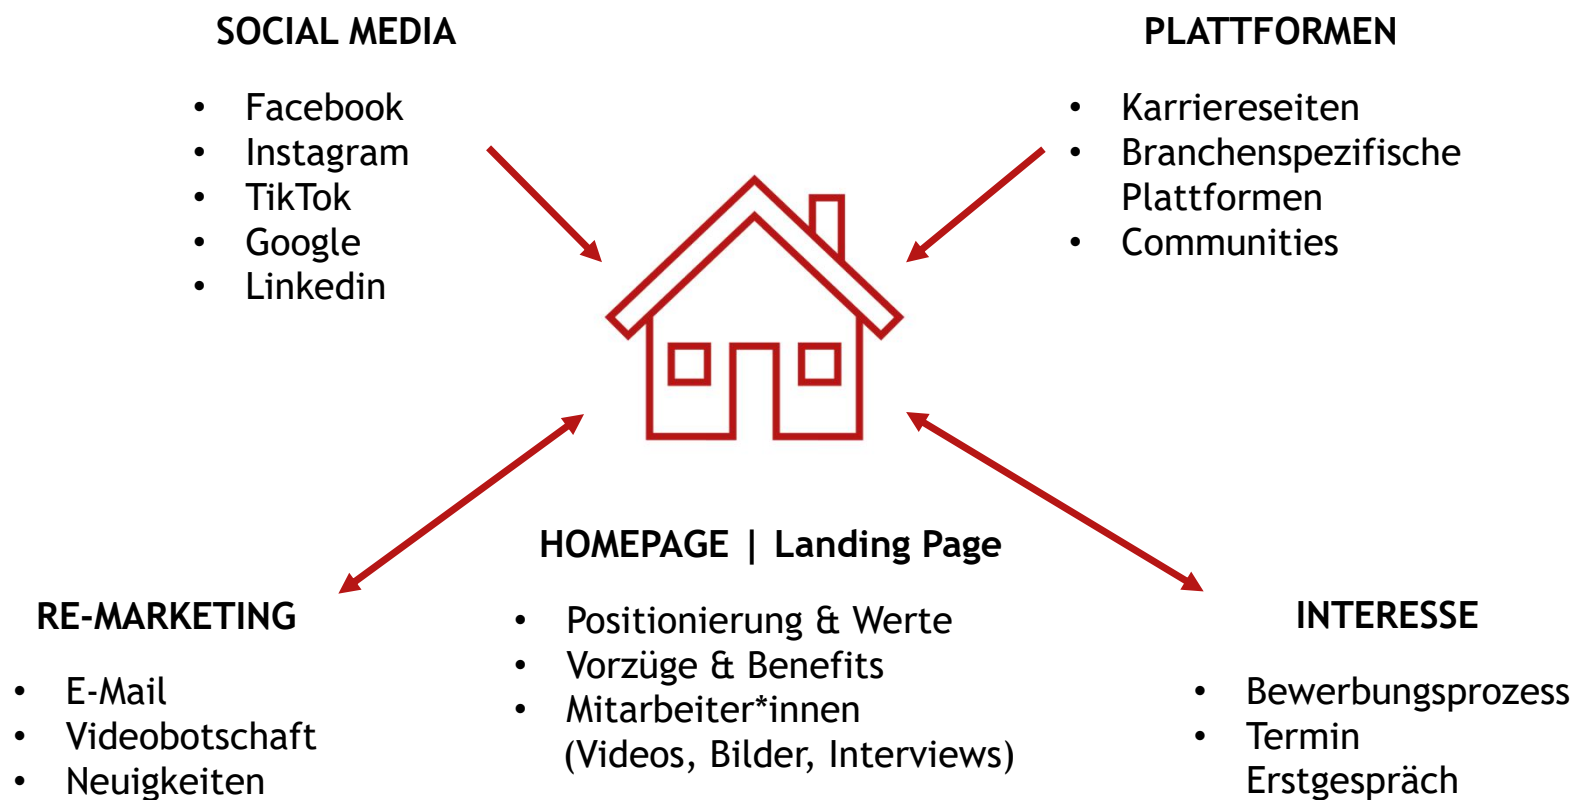 SOCIAL MEDIA
• Facebook
• Instagram
• TikTok
• Google
• Linkedin
PLATTFORMEN
• Karriereseiten
• Branchenspezifische
Plattformen
• Communities
HOMEPAGE | Landing Page
• Positionierung & Werte
• Vorzüge & Benefits
• Mitarbeiter*innen
(Videos, Bilder, Interviews)
RE-MARKETING
• E-Mail
• Videobotschaft
• Neuigkeiten
INTERESSE
• Bewerbungsprozess
• Termin
Erstgespräch